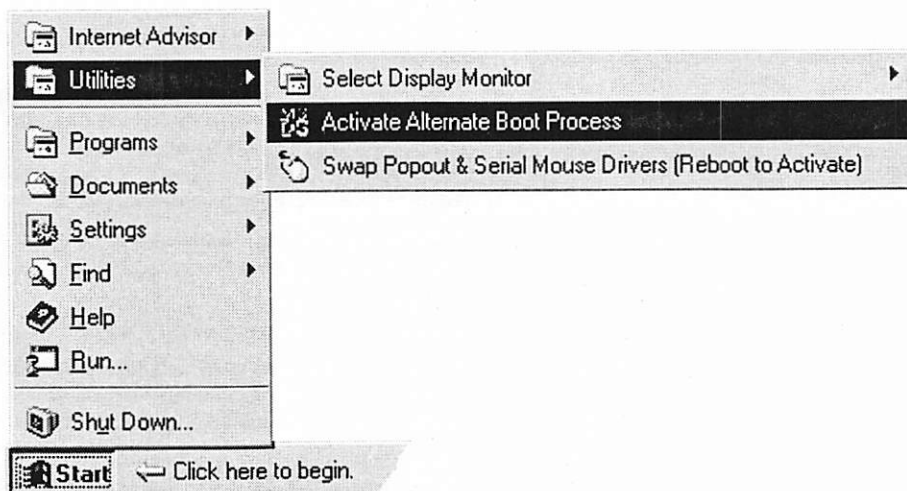 Internet Advisor
Utilities
Select Display Monitor
Activate Alternate Boot Process
Swap Popout & Serial Mouse Drivers (Reboot to Activate)
Programs
Documents
Settings
Find
Help
Run...
Shut Down...
Start
Click here to begin.